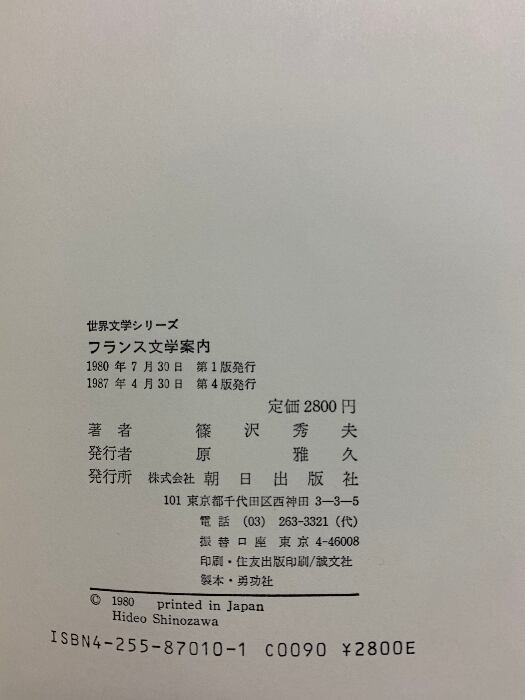 世界文学シリーズ
フランス文学案内
1980 年 7 月 30 日 第 1 版発行
1987 年 4 月 30 日 第 4 版発行
定価 2800 円
著者 篠沢秀夫
発行者 原雅久
発行所 株式会社 朝日出版社
101 東京都千代田区西神田 3—3—5
電話 (03) 263-3321 (代)
振替口座 東京 4-46008
印刷・住友出版印刷/誠文社
製本・勇功社
© 1980 printed in Japan
Hideo Shinozawa
ISBN4-255-87010-1 C0090 ¥2800E